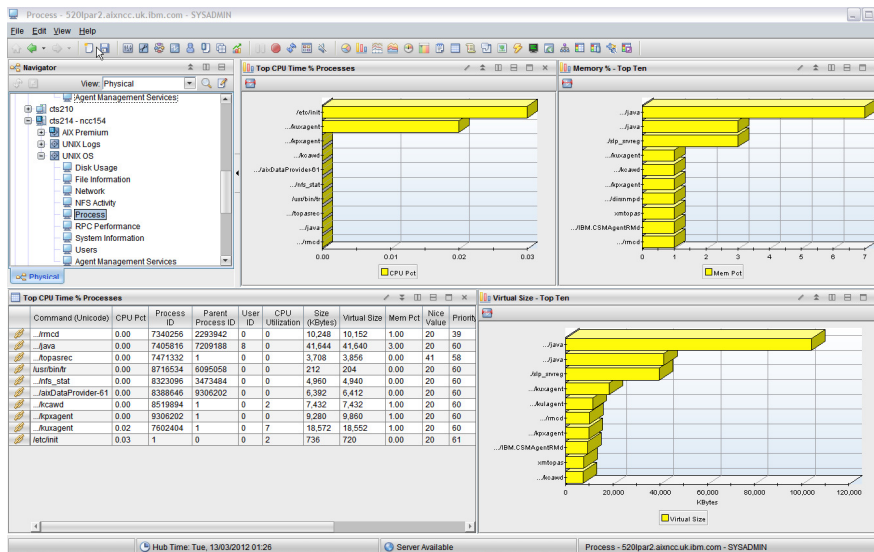 Process - 520lpar2.aixncc.uk.ibm.com - SYSADMIN
File Edit View Help
Navigator
View: Physical
Agent Management Services
cts210
cts214 - ncc154
AIX Premium
UNIX Logs
UNIX OS
Disk Usage
File Information
Network
NFS Activity
Process
RPC Performance
System Information
Users
Agent Management Services
Physical
Top CPU Time % Processes
/etc/init
.../kuxagent
.../kpxagent
.../kcawd
.../aixDataProvider-61
.../nfs_stat
/usr/bin/tr
.../topasrec
.../java
.../rmcd
0.00 0.01 0.02 0.03
CPU Pct
Memory % - Top Ten
.../java
.../java
./slp_srvreg
.../kuxagent
.../kcawd
.../kpxagent
.../dirsnmpd
xmtopas
.../IBM.CSMAgentRMd
.../rmcd
0 1 2 3 4 5 6 7
Mem Pct
Top CPU Time % Processes
Command (Unicode) CPU Pct Process ID Parent Process ID User ID CPU Utilization Size (KBytes) Virtual Size Mem Pct Nice Value Priority
.../rmcd 0.00 7340256 2293942 0 0 10,248 10,152 1.00 20 39
.../java 0.00 7405816 7209188 8 0 41,644 41,640 3.00 20 60
.../topasrec 0.00 7471332 1 0 0 3,708 3,856 0.00 41 58
/usr/bin/tr 0.00 8716534 6095058 0 0 212 204 0.00 20 60
.../nfs_stat 0.00 8323096 3473484 0 0 4,960 4,940 0.00 20 60
.../aixDataProvider-61 0.00 8388646 9306202 0 0 6,392 6,412 0.00 20 60
.../kcawd 0.00 8519894 1 0 2 7,432 7,432 1.00 20 60
.../kpxagent 0.00 9306202 1 0 0 9,280 9,860 1.00 20 60
.../kuxagent 0.02 7602404 1 0 7 18,572 18,552 1.00 20 60
/etc/init 0.03 1 0 0 2 736 720 0.00 20 61
Virtual Size - Top Ten
.../java
.../java
./slp_srvreg
.../kuxagent
.../kulagent
.../rmcd
.../kpxagent
.../IBM.CSMAgentRMd
xmtopas
.../kcawd
0 20,000 40,000 60,000 80,000 100,000 120,000
KBytes
Virtual Size
Hub Time: Tue, 13/03/2012 01:26
Server Available
Process - 520lpar2.aixncc.uk.ibm.com - SYSADMIN